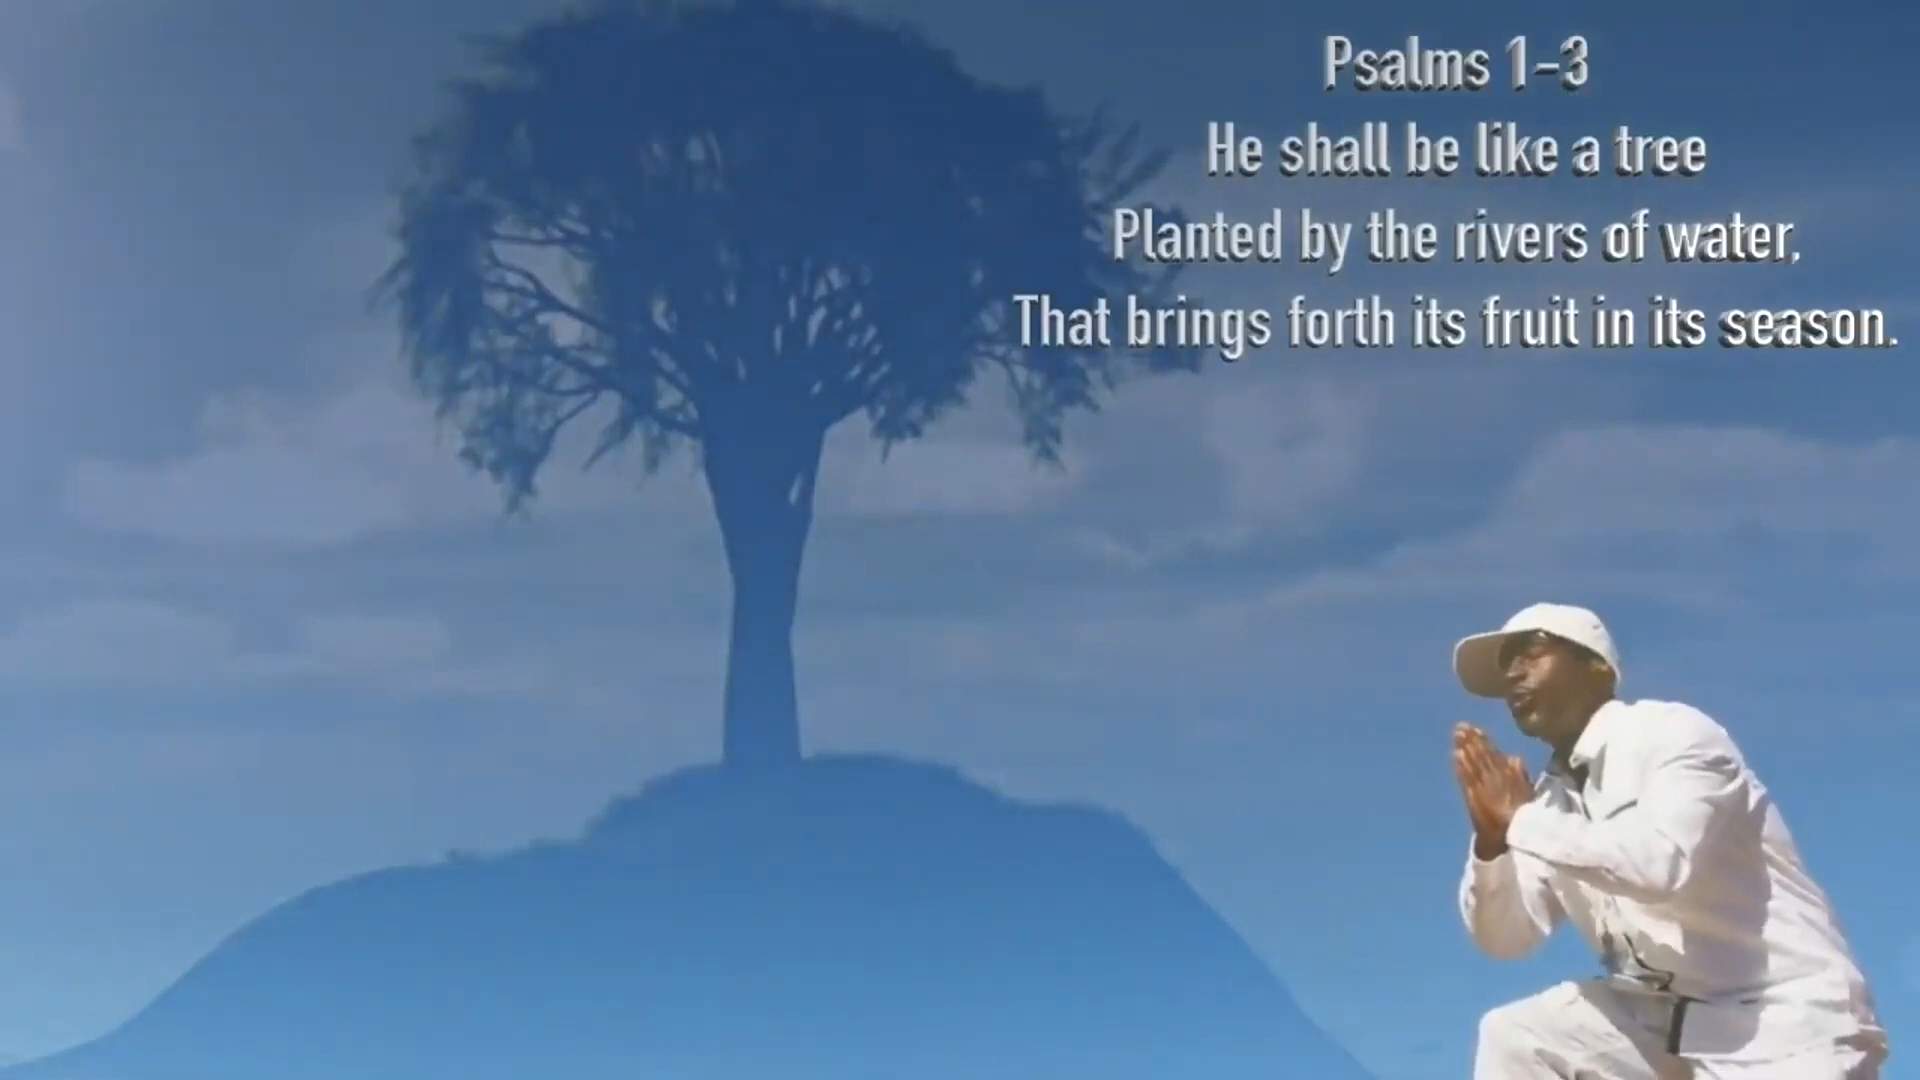 Psalms 1-3
He shall be like a tree
Planted by the rivers of water,
That brings forth its fruit in its season.